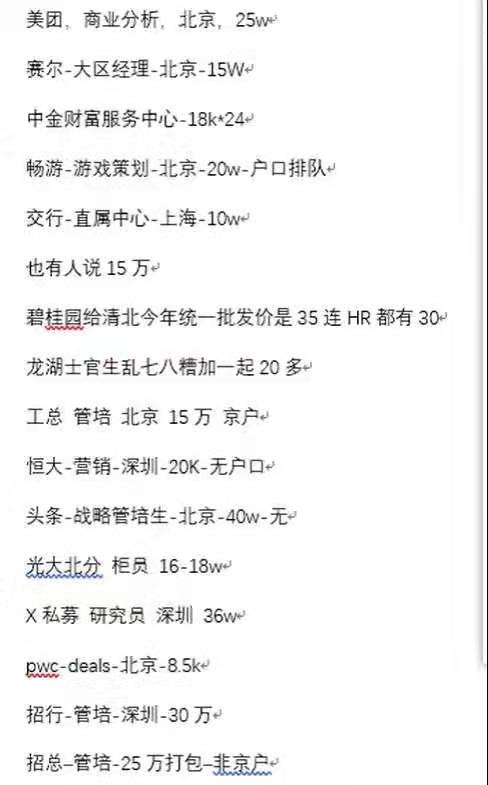 美团，商业分析，北京，25w
赛尔-大区经理-北京-15W
中金财富服务中心-18k*24
畅游-游戏策划-北京-20w-户口排队
交行-直属中心-上海-10w
也有人说 15 万
碧桂园给清北今年统一批发价是 35 连 HR 都有 30
龙湖士官生乱七八糟加一起 20 多
工总 管培 北京 15 万 京户
恒大-营销-深圳-20K-无户口
头条-战略管培生-北京-40w-无
光大北分 柜员 16-18w
X 私募 研究员 深圳 36w
pwc-deals-北京-8.5k
招行-管培-深圳-30 万
招总–管培-25 万打包–非京户